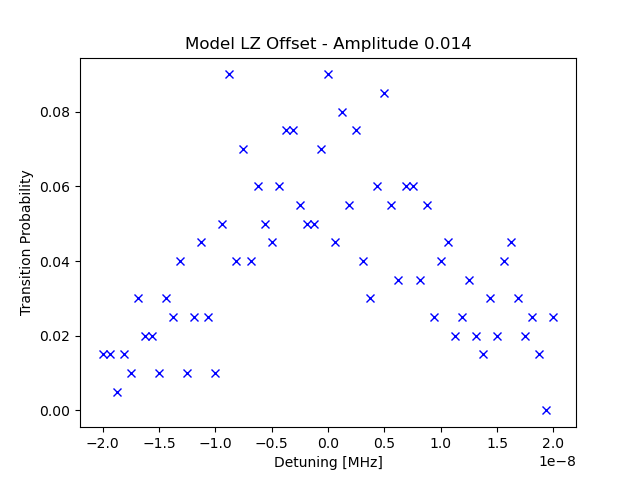 Model LZ Offset - Amplitude 0.014
Transition Probability
0.08
0.06
0.04
0.02
0.00
−2.0 −1.5 −1.0 −0.5 0.0 0.5 1.0 1.5 2.0
1e−8
Detuning [MHz]